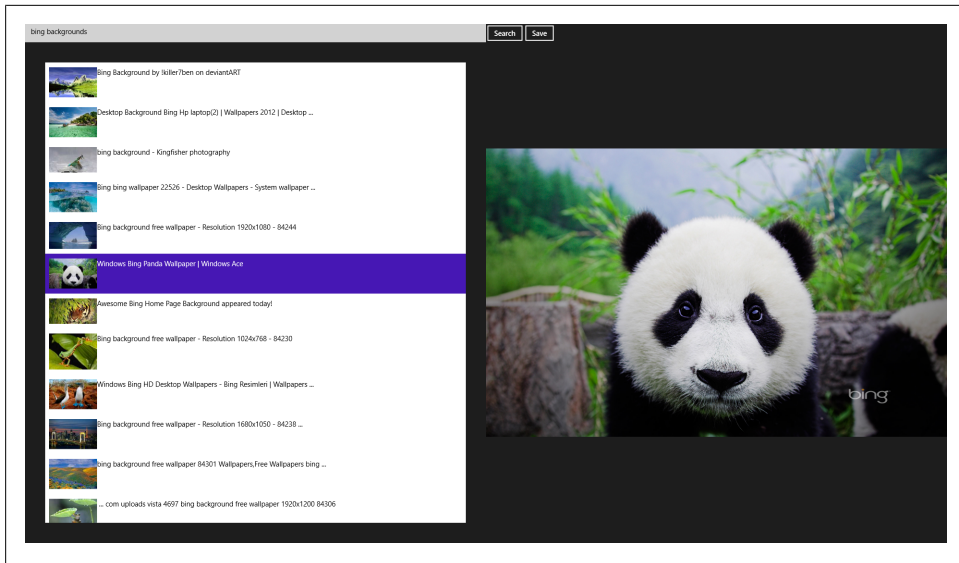 bing backgrounds
Search Save
Bing Background by !killer7ben on deviantART
Desktop Background Bing Hp laptop(2) | Wallpapers 2012 | Desktop ...
bing background - Kingfisher photography
Bing bing wallpaper 22526 - Desktop Wallpapers - System wallpaper ...
Bing background free wallpaper - Resolution 1920x1080 - 84244
Windows Bing Panda Wallpaper | Windows Ace
Awesome Bing Home Page Background appeared today!
Bing background free wallpaper - Resolution 1024x768 - 84230
Windows Bing HD Desktop Wallpapers - Bing Resimleri | Wallpapers ...
Bing background free wallpaper - Resolution 1680x1050 - 84238 ...
bing background free wallpaper 84301 Wallpapers,Free Wallpapers bing ...
... com uploads vista 4697 bing background free wallpaper 1920x1200 84306
bing